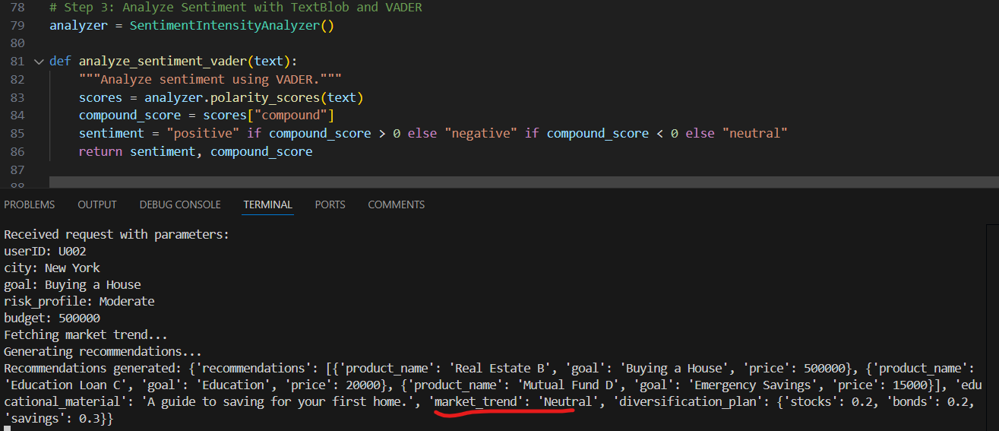 78 # Step 3: Analyze Sentiment with TextBlob and VADER
79 analyzer = SentimentIntensityAnalyzer()
80
81 def analyze_sentiment_vader(text):
82     """Analyze sentiment using VADER."""
83     scores = analyzer.polarity_scores(text)
84     compound_score = scores["compound"]
85     sentiment = "positive" if compound_score > 0 else "negative" if compound_score < 0 else "neutral"
86     return sentiment, compound_score
87
88
PROBLEMS OUTPUT DEBUG CONSOLE TERMINAL PORTS COMMENTS
Received request with parameters:
userID: U002
city: New York
goal: Buying a House
risk_profile: Moderate
budget: 500000
Fetching market trend...
Generating recommendations...
Recommendations generated: {'recommendations': [{'product_name': 'Real Estate B', 'goal': 'Buying a House', 'price': 500000}, {'product_name':
'Education Loan C', 'goal': 'Education', 'price': 20000}, {'product_name': 'Mutual Fund D', 'goal': 'Emergency Savings', 'price': 15000}], 'edu
cational_material': 'A guide to saving for your first home.', 'market_trend': 'Neutral', 'diversification_plan': {'stocks': 0.2, 'bonds': 0.2,
'savings': 0.3}}